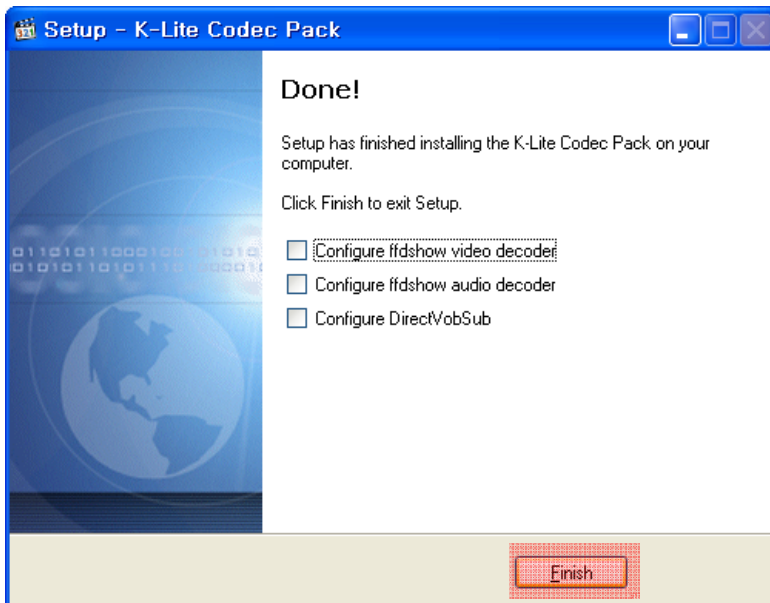 Setup - K-Lite Codec Pack
Done!
Setup has finished installing the K-Lite Codec Pack on your
computer.
Click Finish to exit Setup.
Configure ffdshow video decoder
Configure ffdshow audio decoder
Configure DirectVobSub
Finish